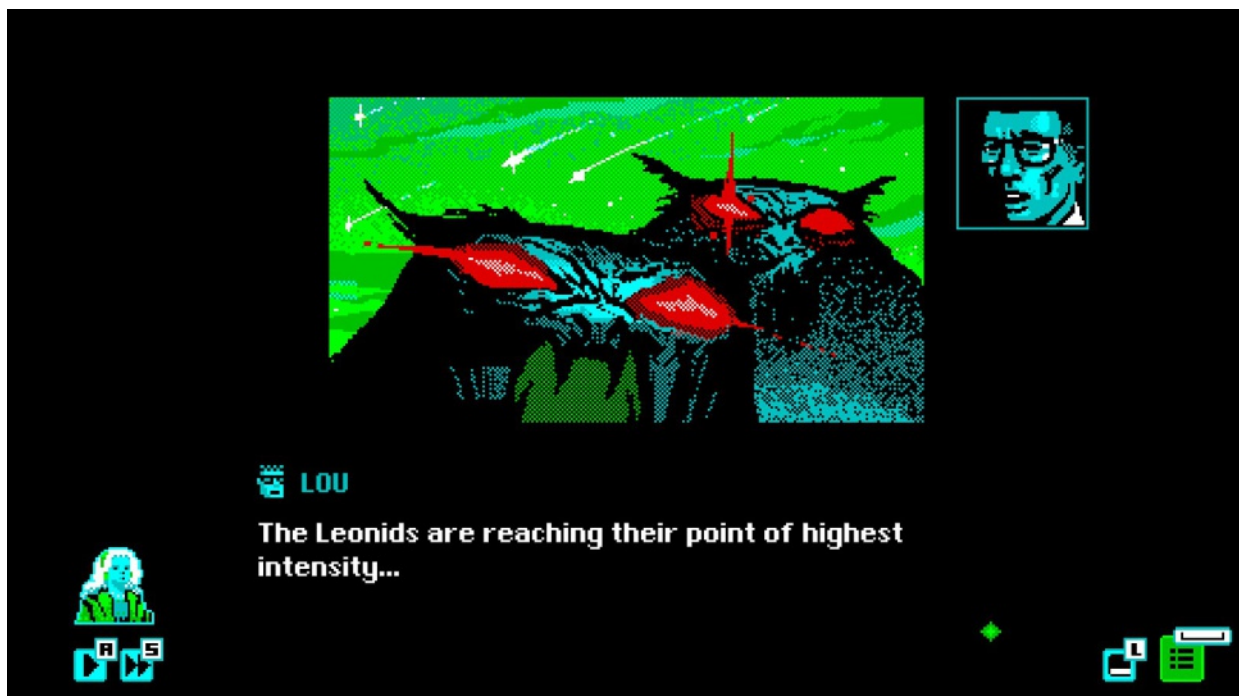 LOU
The Leonids are reaching their point of highest
intensity...
A S
L